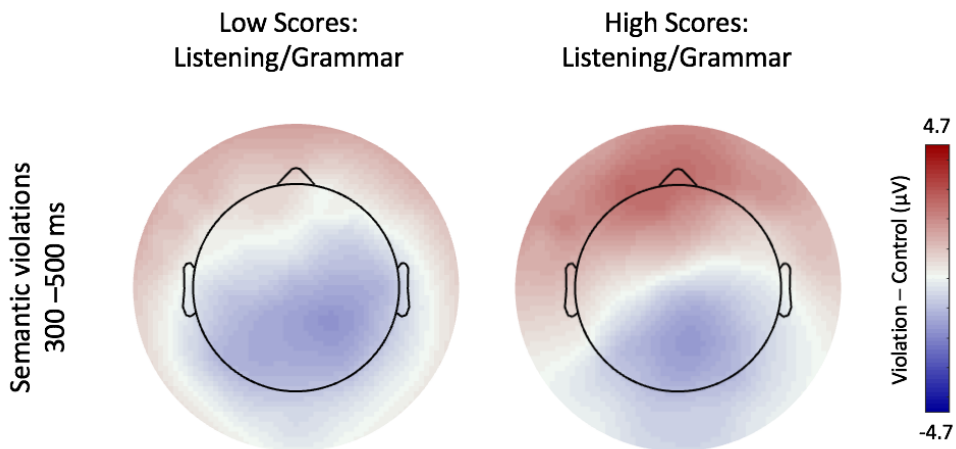 Low Scores:
Listening/Grammar
High Scores:
Listening/Grammar
Semantic violations
300 –500 ms
4.7
Violation – Control (µV)
-4.7